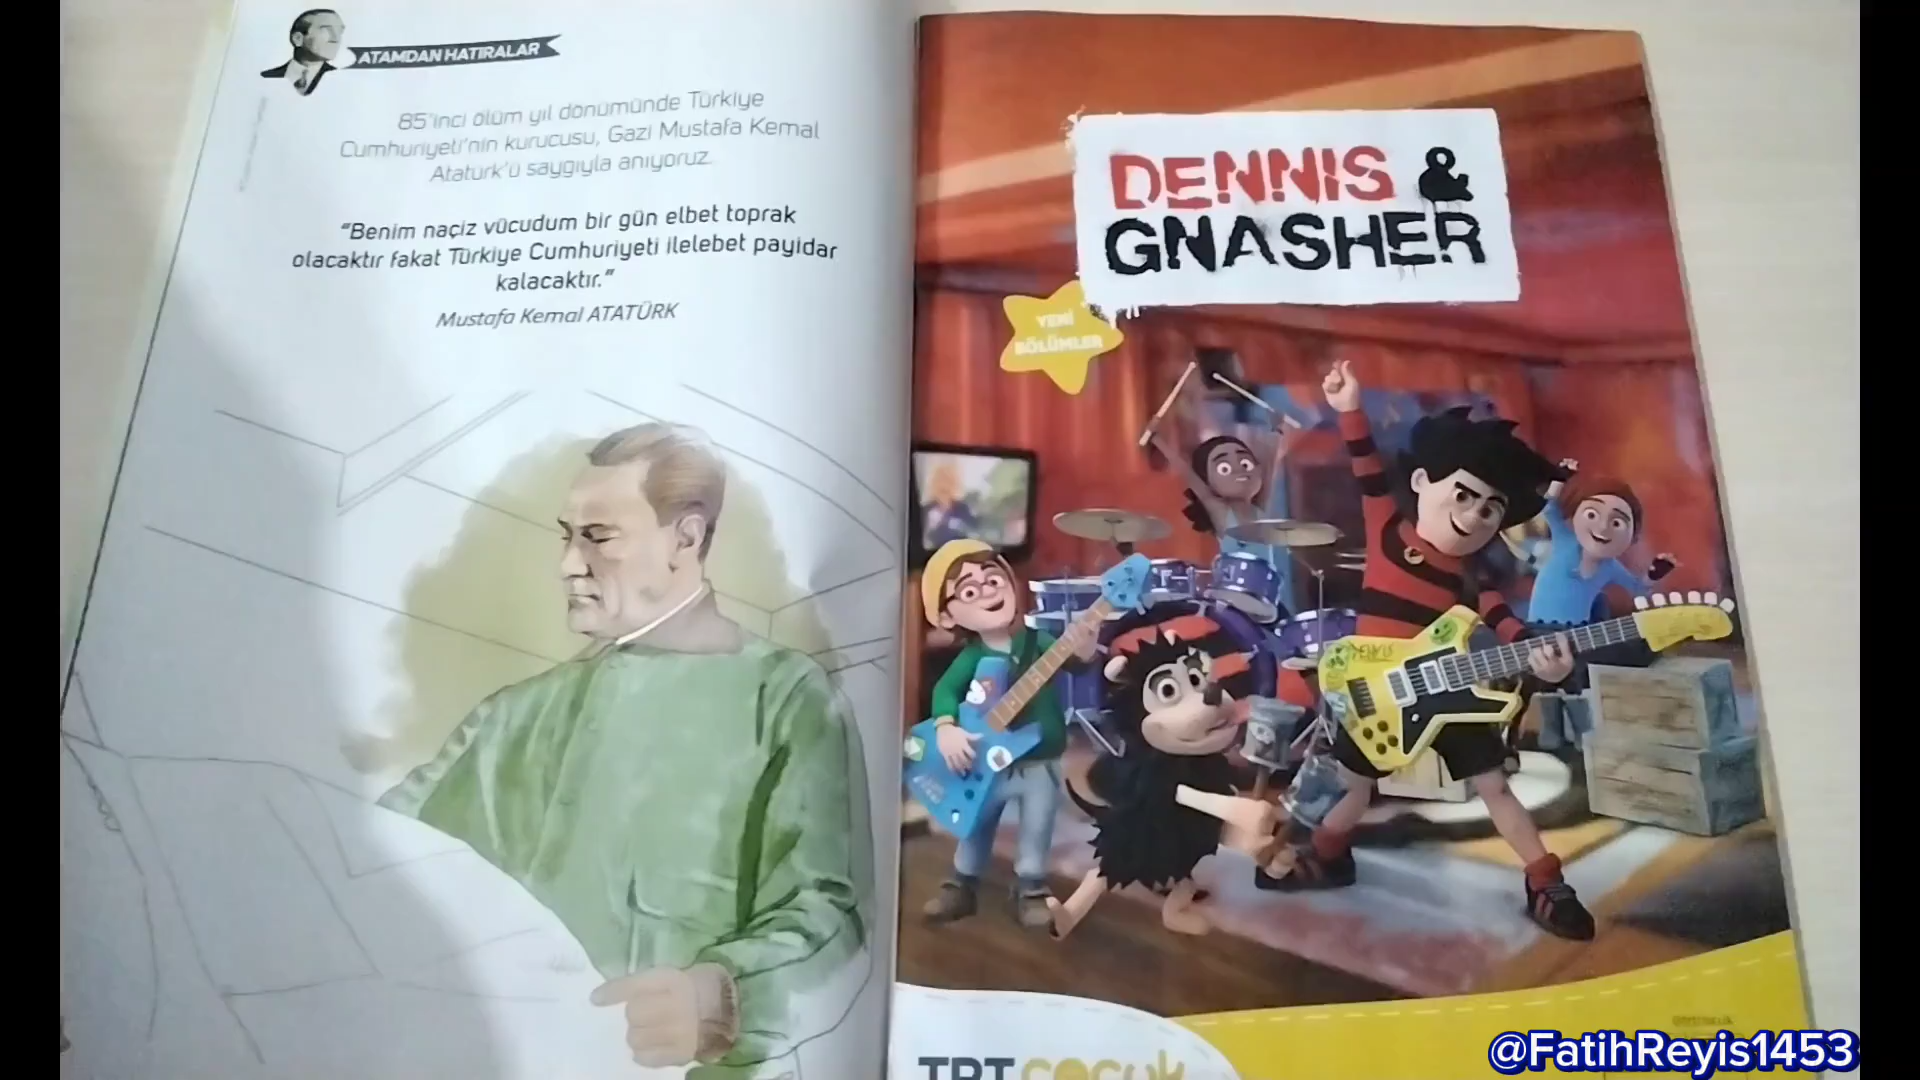 ATAMDAN HATIRALAR
85'inci ölüm yıl dönümünde Türkiye
Cumhuriyeti'nin kurucusu, Gazi Mustafa Kemal
Atatürk'ü saygıyla anıyoruz.
"Benim naçiz vücudum bir gün elbet toprak
olacaktır fakat Türkiye Cumhuriyeti ilelebet payidar
kalacaktır."
Mustafa Kemal ATATÜRK
DENNIS &
GNASHER
YENİ
BÖLÜMLER
TRT çocuk
@FatihReyis1453